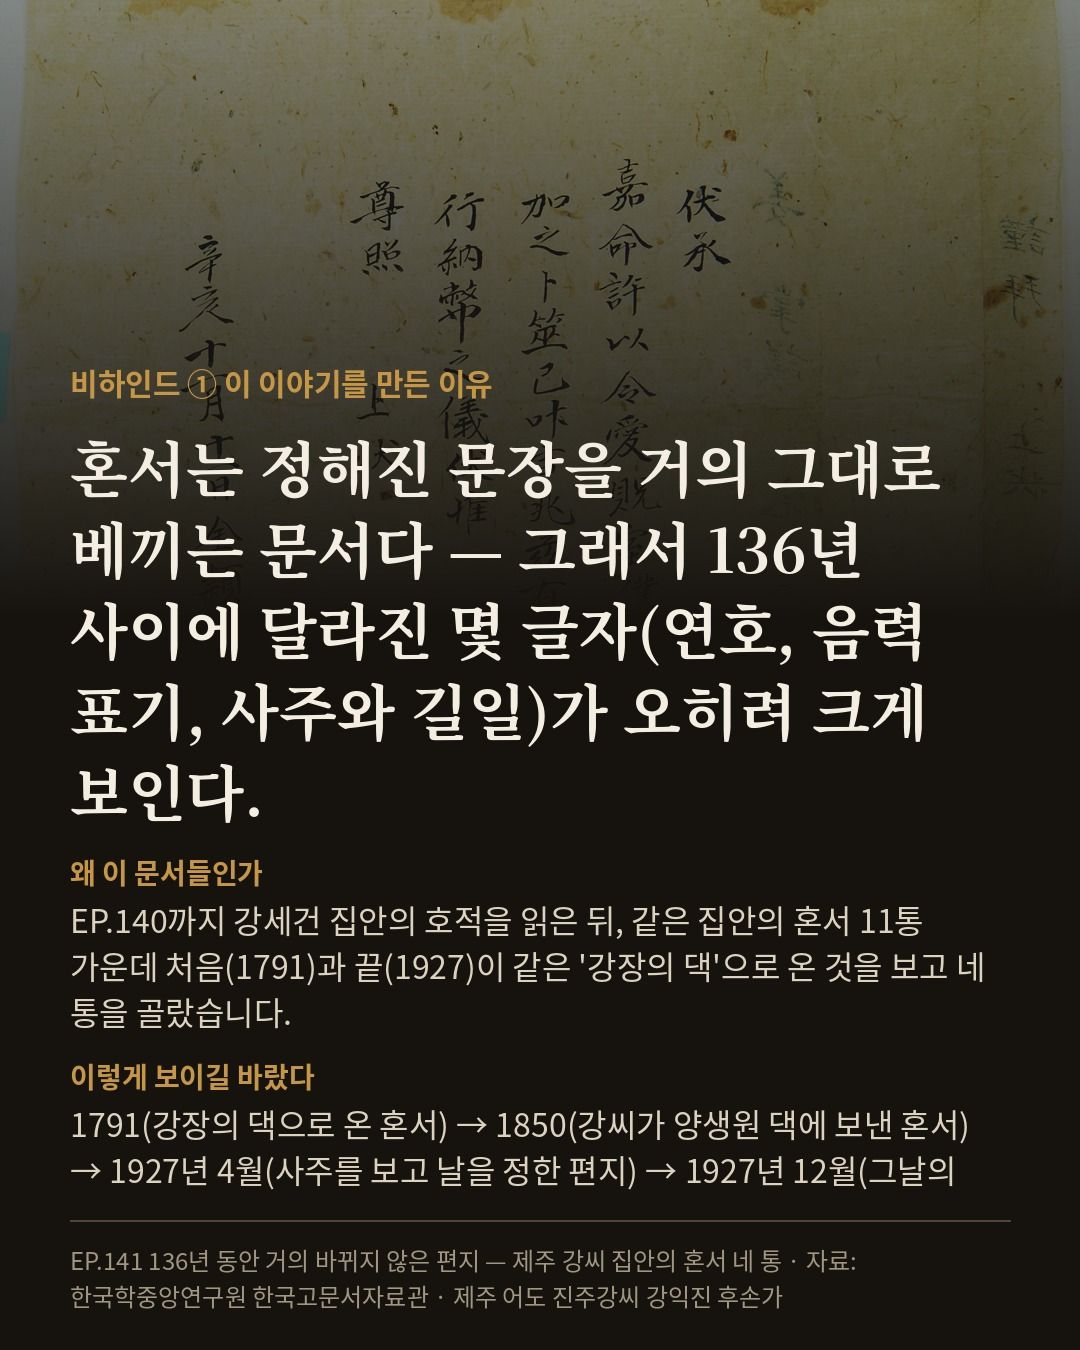 伏承
嘉命許以令愛貺室
加之卜筮已叶吉兆
行納幣之儀
尊照
上
辛亥十一月十
謹拜
비하인드 ① 이 이야기를 만든 이유
혼서는 정해진 문장을 거의 그대로
베끼는 문서다 — 그래서 136년
사이에 달라진 몇 글자(연호, 음력
표기, 사주와 길일)가 오히려 크게
보인다.
왜 이 문서들인가
EP.140까지 강세건 집안의 호적을 읽은 뒤, 같은 집안의 혼서 11통
가운데 처음(1791)과 끝(1927)이 같은 '강장의 댁'으로 온 것을 보고 네
통을 골랐습니다.
이렇게 보이길 바랐다
1791(강장의 댁으로 온 혼서) → 1850(강씨가 양생원 댁에 보낸 혼서)
→ 1927년 4월(사주를 보고 날을 정한 편지) → 1927년 12월(그날의
EP.141 136년 동안 거의 바뀌지 않은 편지 — 제주 강씨 집안의 혼서 네 통 · 자료:
한국학중앙연구원 한국고문서자료관 · 제주 어도 진주강씨 강익진 후손가